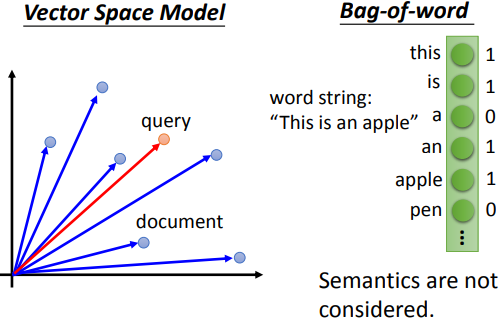 Vector Space Model
query
document
Bag-of-word
word string:
“This is an apple”
this 1
is 1
a 0
an 1
apple 1
pen 0
⋮
Semantics are not
considered.